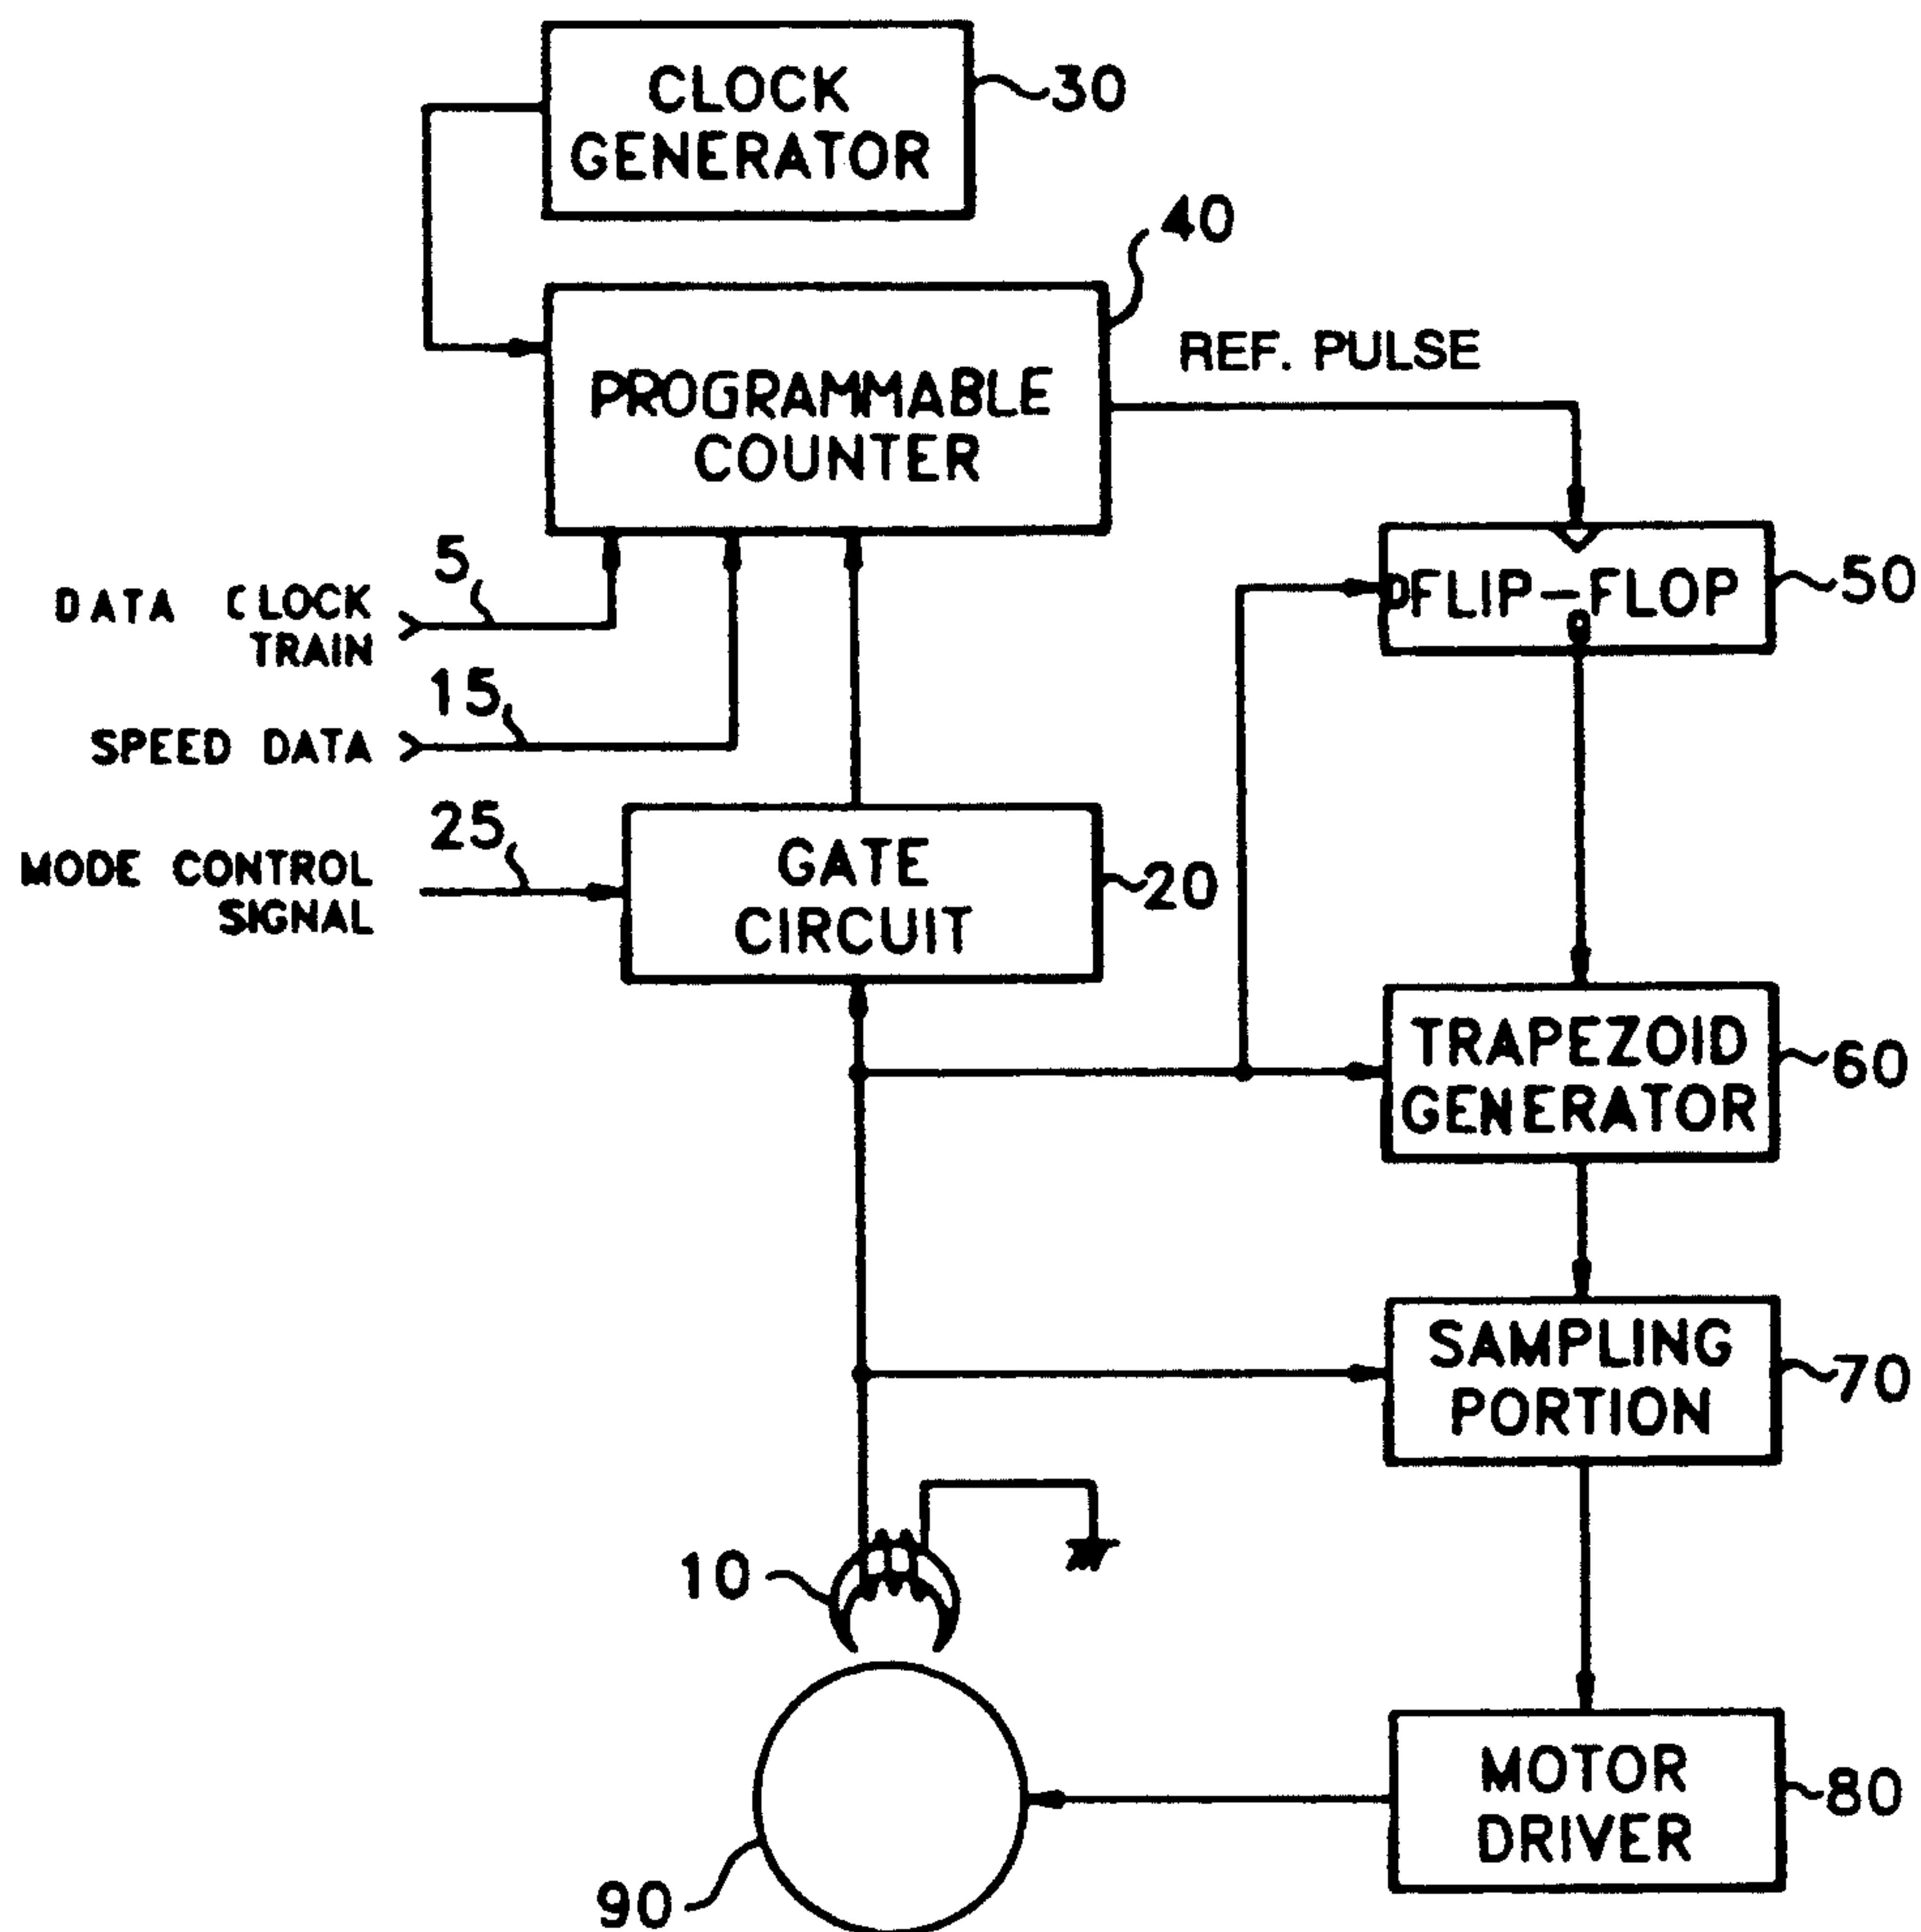 CLOCK
GENERATOR
30
40
PROGRAMMABLE
COUNTER
REF. PULSE
5
DATA CLOCK
TRAIN
15
SPEED DATA
D
FLIP-FLOP
Q
50
25
MODE CONTROL
SIGNAL
GATE
CIRCUIT
20
TRAPEZOID
GENERATOR
60
SAMPLING
PORTION
70
10
MOTOR
DRIVER
80
90